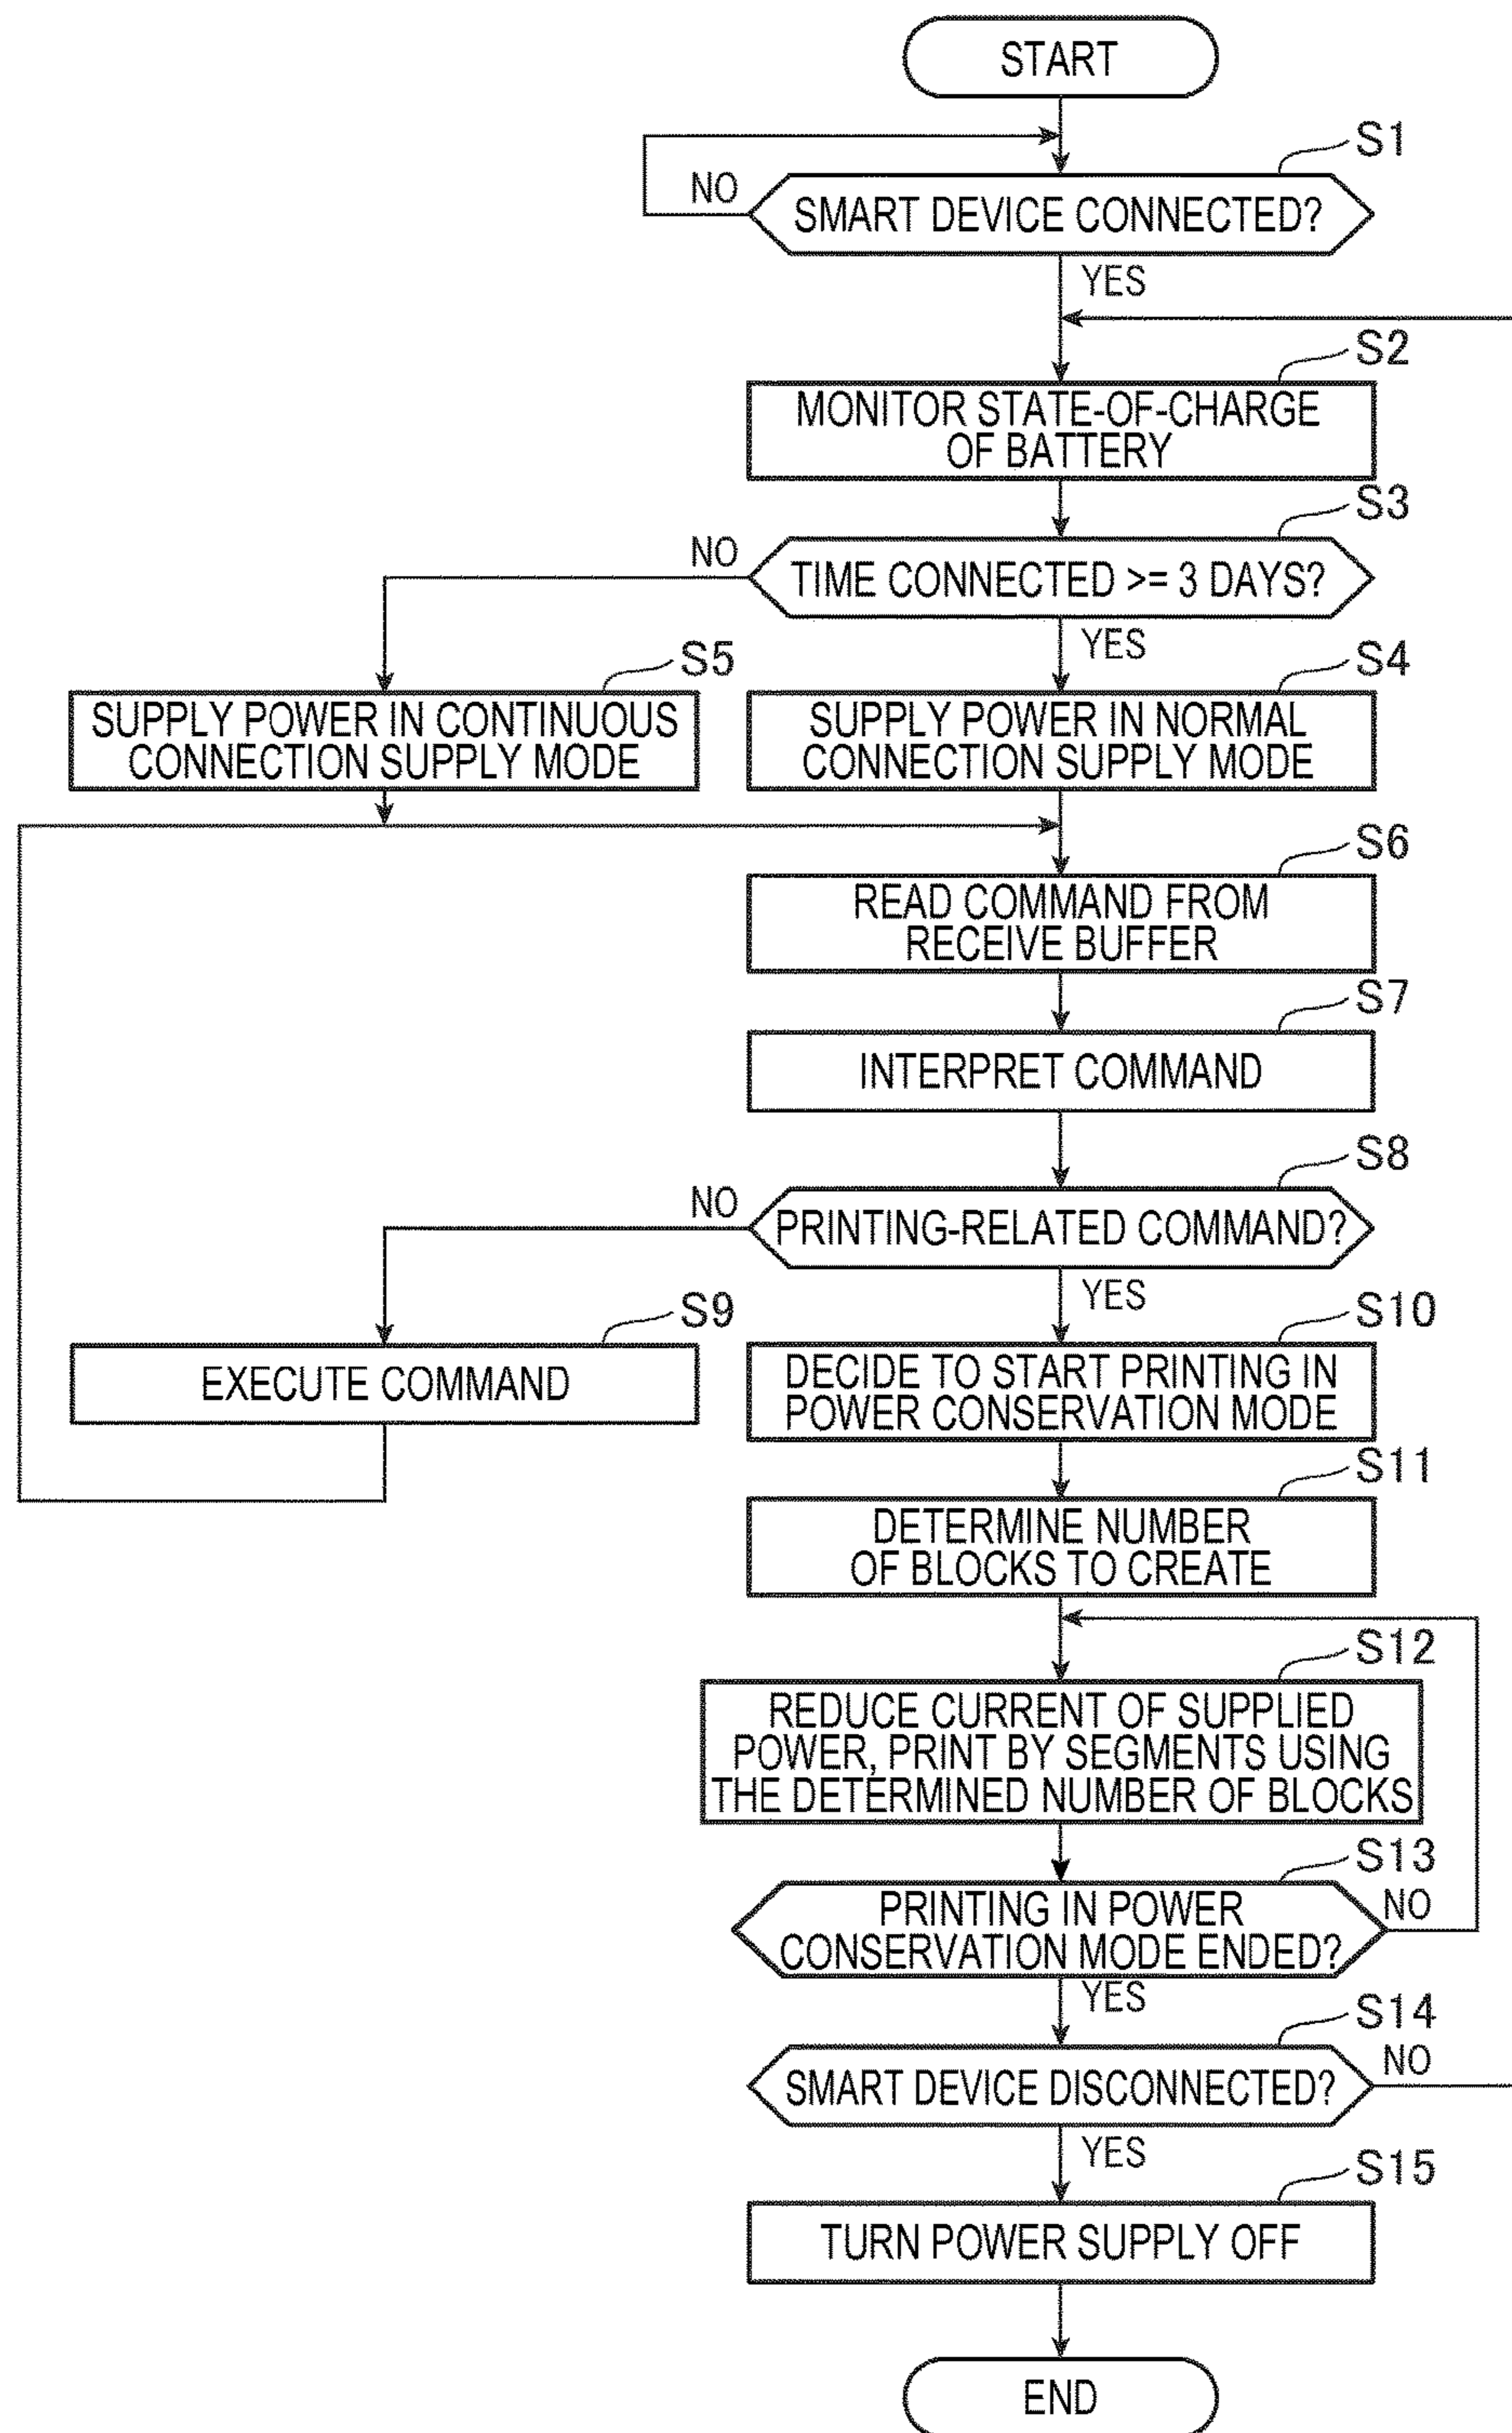 START
S1
NO
SMART DEVICE CONNECTED?
YES
S2
MONITOR STATE-OF-CHARGE
OF BATTERY
S3
NO
TIME CONNECTED >= 3 DAYS?
YES
S5
S4
SUPPLY POWER IN CONTINUOUS
CONNECTION SUPPLY MODE
SUPPLY POWER IN NORMAL
CONNECTION SUPPLY MODE
S6
READ COMMAND FROM
RECEIVE BUFFER
S7
INTERPRET COMMAND
S8
NO
PRINTING-RELATED COMMAND?
YES
S9
S10
EXECUTE COMMAND
DECIDE TO START PRINTING IN
POWER CONSERVATION MODE
S11
DETERMINE NUMBER
OF BLOCKS TO CREATE
S12
REDUCE CURRENT OF SUPPLIED
POWER, PRINT BY SEGMENTS USING
THE DETERMINED NUMBER OF BLOCKS
S13
PRINTING IN POWER
CONSERVATION MODE ENDED?
NO
YES
S14
SMART DEVICE DISCONNECTED?
NO
YES
S15
TURN POWER SUPPLY OFF
END